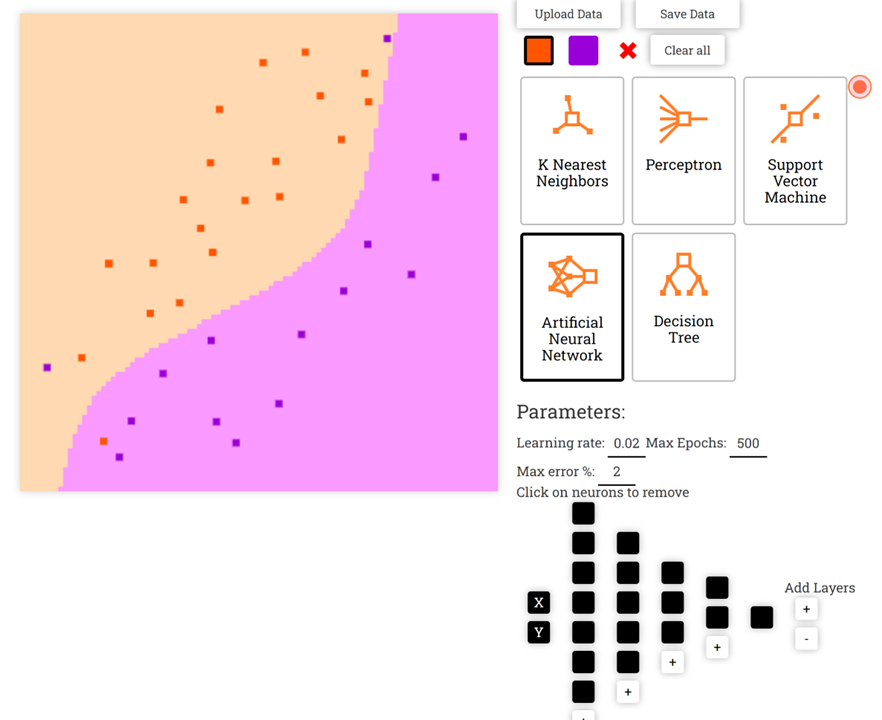 Upload Data
Save Data
Clear all
K Nearest
Neighbors
Perceptron
Support
Vector
Machine
Artificial
Neural
Network
Decision
Tree
Parameters:
Learning rate: 0.02 Max Epochs: 500
Max error %: 2
Click on neurons to remove
X
Y
Add Layers
+
-
+
+
+